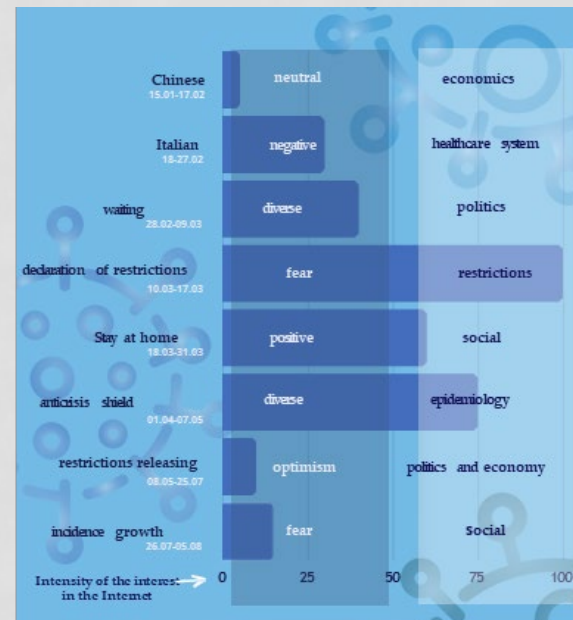 Chinese neutral economics
15.01-17.02
Italian negative healthcare system
18-27.02
waiting diverse politics
28.02-09.03
declaration of restrictions fear restrictions
10.03-17.03
Stay at home positive social
18.03-31.03
anticrisis shield diverse epidemiology
01.04-07.05
restrictions releasing optimism politics and economy
08.05-25.07
incidence growth fear social
26.07-05.08
Intensity of the interest
in the Internet
0 25 50 75 100